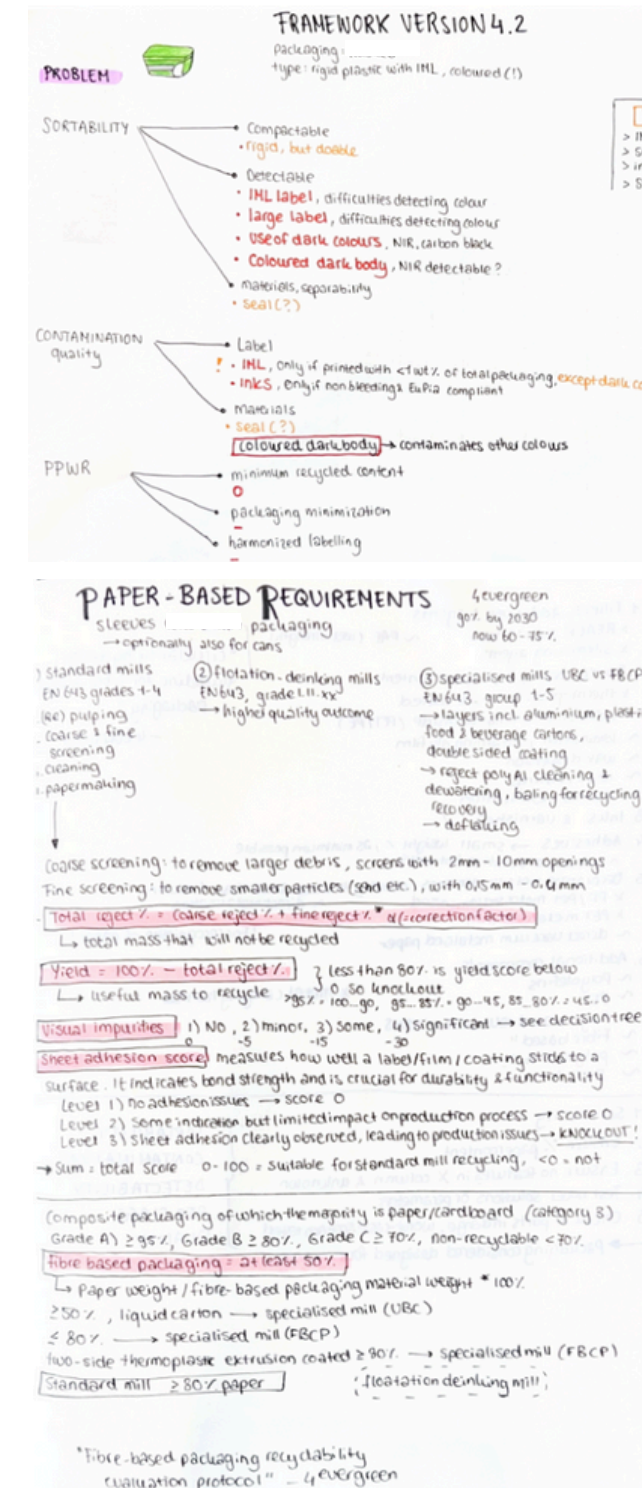 FRAMEWORK VERSION 4.2
packaging:
type: rigid plastic with IML, coloured (!)
PROBLEM
SORTABILITY
Compactable
• rigid, but doable
Detectable
• IML label, difficulties detecting colour
• large label, difficulties detecting colour
• use of dark colours, NIR, carbon black
• Coloured dark body, NIR detectable?
materials, separability
• seal (?)
CONTAMINATION
quality
Label
! • IML, only if printed with <1 wt% of total packaging, except dark co
• Inks, only if non bleeding & EuPia compliant
materials
• seal (?)
coloured dark body → contaminates other colours
PPWR
minimum recycled content
o
packaging minimization
–
harmonized labelling
–
PAPER-BASED REQUIREMENTS
sleeves packaging
→ optionally also for cans
4evergreen
90% by 2030
now 60-75%
) standard mills
EN 643 grades 1-4
(re) pulping
coarse & fine
screening
cleaning
papermaking
② flotation-deinking mills
EN643, grade 1.11.xx
→ higher quality outcome
③ specialised mills UBC vs FBCP
EN643 group 1-5
→ layers incl. aluminium, plasti
food & beverage cartons,
double sided coating
→ reject polyAl cleaning &
dewatering, baling for recycling
recovery
→ deflaking
Coarse screening: to remove larger debris, screens with 2mm - 10mm openings
Fine screening: to remove smaller particles (sand etc.), with 0.15mm - 0.4mm
Total reject % = coarse reject % + fine reject % * α (= correction factor)
↳ total mass that will not be recycled
Yield = 100% - total reject % } less than 80% is yield score below
0 so knockout
↳ useful mass to recycle >95% = 100...90, 95...85% = 90-45, 85...80% = 45...0
Visual impurities 1) NO, 2) minor, 3) some, 4) significant → see decision tree
0 -5 -15 -30
Sheet adhesion score measures how well a label/film/coating sticks to a
surface. It indicates bond strength and is crucial for durability & functionality
Level 1) no adhesion issues → score 0
Level 2) some indication but limited impact on production process → score 0
Level 3) sheet adhesion clearly observed, leading to production issues → KNOCKOUT!
→ Sum = total score 0-100 = suitable for standard mill recycling, <0 = not
Composite packaging of which the majority is paper/cardboard (category 3)
Grade A) ≥95%, Grade B ≥80%, Grade C ≥70%, non-recyclable <70%
fibre based packaging = at least 50%
↳ Paper weight / fibre-based packaging material weight * 100%
≥50%, liquid carton → specialised mill (UBC)
≤ 80% → specialised mill (FBCP)
two-side thermoplastic extrusion coated ≥ 80% → specialised mill (FBCP)
Standard mill ≥80% paper
floatation deinking mill
"Fibre-based packaging recyclability
evaluation protocol" - 4evergreen